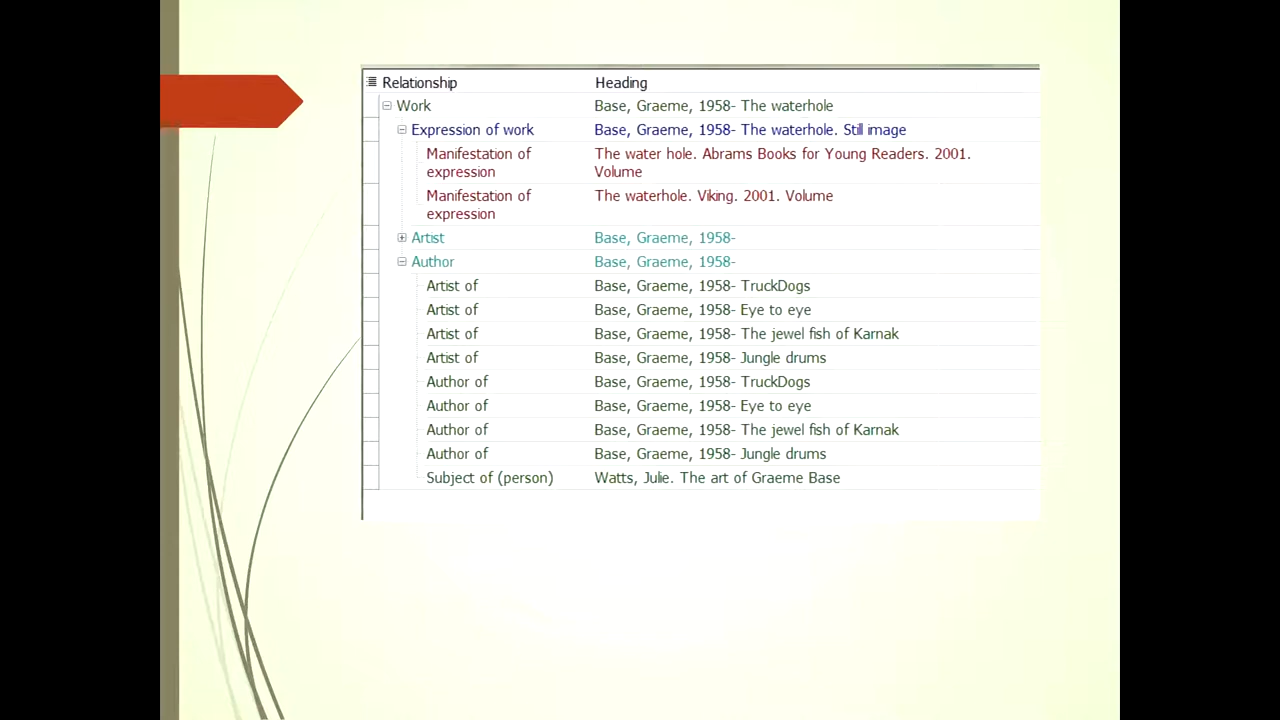 Relationship Heading
Work Base, Graeme, 1958- The waterhole
Expression of work Base, Graeme, 1958- The waterhole. Still image
Manifestation of The water hole. Abrams Books for Young Readers. 2001.
expression Volume
Manifestation of The waterhole. Viking. 2001. Volume
expression
Artist Base, Graeme, 1958-
Author Base, Graeme, 1958-
Artist of Base, Graeme, 1958- TruckDogs
Artist of Base, Graeme, 1958- Eye to eye
Artist of Base, Graeme, 1958- The jewel fish of Karnak
Artist of Base, Graeme, 1958- Jungle drums
Author of Base, Graeme, 1958- TruckDogs
Author of Base, Graeme, 1958- Eye to eye
Author of Base, Graeme, 1958- The jewel fish of Karnak
Author of Base, Graeme, 1958- Jungle drums
Subject of (person) Watts, Julie. The art of Graeme Base